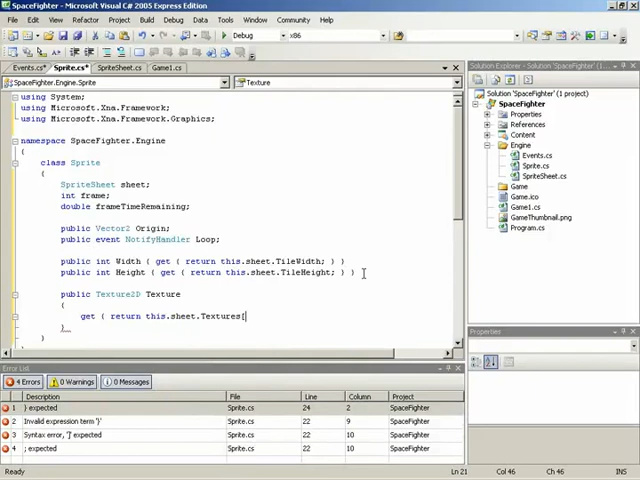 SpaceFighter - Microsoft Visual C# 2005 Express Edition
File Edit View Refactor Project Build Debug Data Tools Window Community Help
Debug x86
Events.cs* Sprite.cs* SpriteSheet.cs Game1.cs
SpaceFighter.Engine.Sprite Texture
using System;
using Microsoft.Xna.Framework;
using Microsoft.Xna.Framework.Graphics;
namespace SpaceFighter.Engine
{
class Sprite
{
SpriteSheet sheet;
int frame;
double frameTimeRemaining;
public Vector2 Origin;
public event NotifyHandler Loop;
public int Width { get { return this.sheet.TileWidth; } }
public int Height { get { return this.sheet.TileHeight; } }
public Texture2D Texture
{
get { return this.sheet.Textures[
}
}
Solution Explorer - Solution 'SpaceFighter...
Solution 'SpaceFighter' (1 project)
SpaceFighter
Properties
References
Content
Engine
Events.cs
Sprite.cs
SpriteSheet.cs
Game
Game.ico
Game1.cs
GameThumbnail.png
Program.cs
Properties
Error List
4 Errors 0 Warnings 0 Messages
Description File Line Column Project
1 } expected Sprite.cs 24 2 SpaceFighter
2 Invalid expression term '}' Sprite.cs 22 9 SpaceFighter
3 Syntax error, ']' expected Sprite.cs 22 10 SpaceFighter
4 ; expected Sprite.cs 22 10 SpaceFighter
Ready Ln 21 Col 46 Ch 46 INS